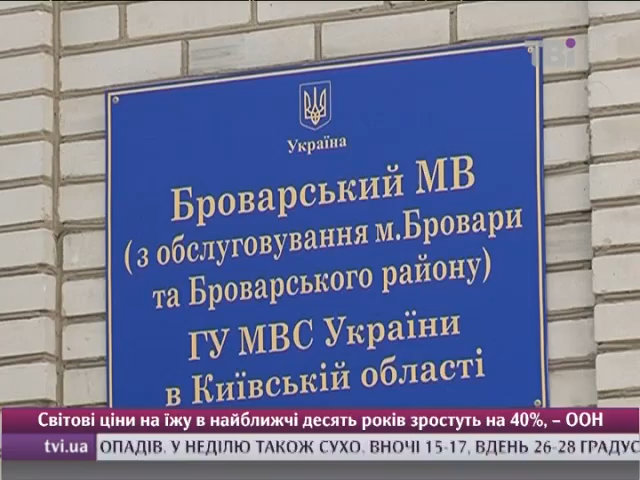 TBi
Україна
Броварський МВ
( з обслуговування м.Бровари
та Броварського району)
ГУ МВС України
в Київській області
Світові ціни на їжу в найближчі десять років зростуть на 40%, – ООН
tvi.ua ОПАДІВ. У НЕДІЛЮ ТАКОЖ СУХО. ВНОЧІ 15-17, ВДЕНЬ 26-28 ГРАДУС